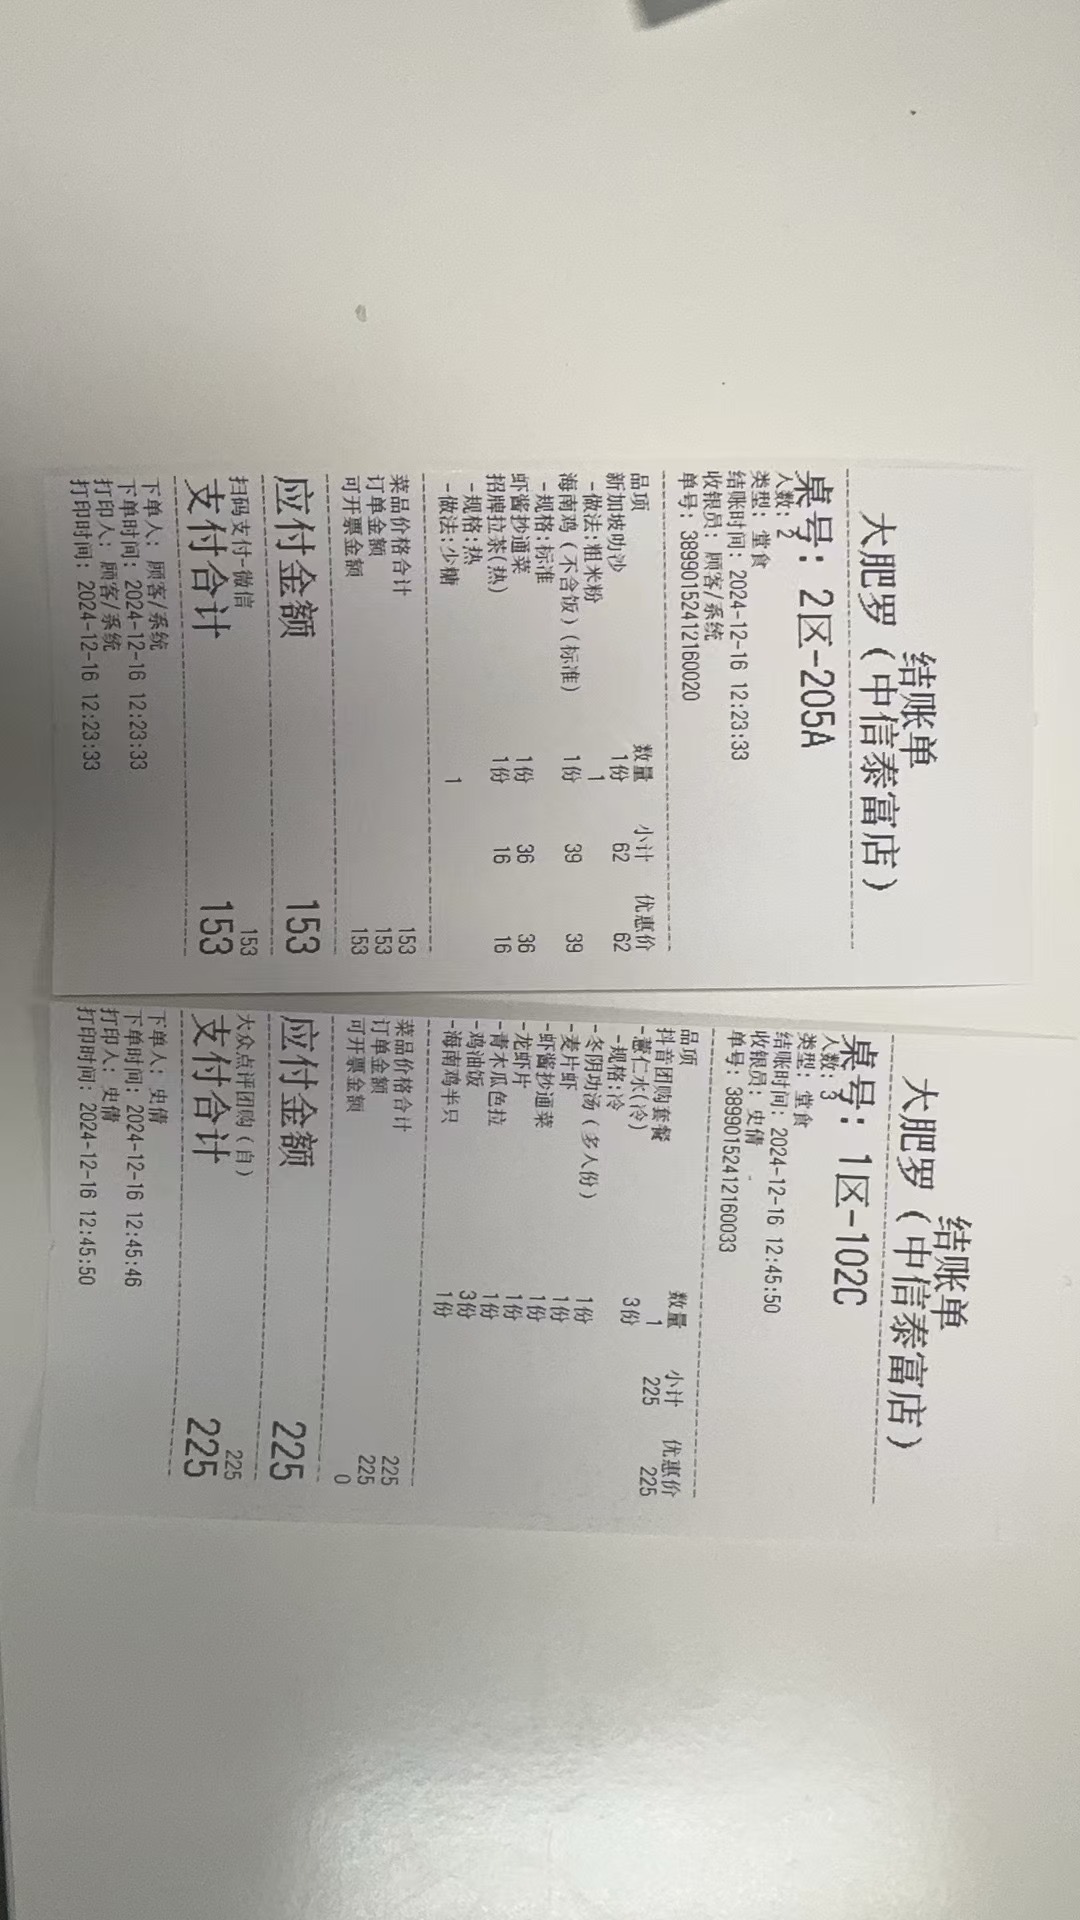 结账单
大肥罗（中信泰富店）
桌号：2区-205A
人数：2
类型：堂食
结账时间：2024-12-16 12:23:33
收银员：顾客/系统
单号：38990152412160020
品项 数量 小计 优惠价
新加坡叻沙 1份 62 62
-做法:粗米粉 1
海南鸡（不含饭）(标准) 1份 39 39
-规格:标准
虾酱抄通菜 1份 36 36
招牌拉茶(热) 1份 16 16
-规格:热
-做法:少糖 1
菜品价格合计 153
订单金额 153
可开票金额 153
应付金额 153
扫码支付-微信 153
支付合计 153
下单人：顾客/系统
下单时间：2024-12-16 12:23:33
打印人：顾客/系统
打印时间：2024-12-16 12:23:33
结账单
大肥罗（中信泰富店）
桌号：1区-102C
人数：3
类型：堂食
结账时间：2024-12-16 12:45:50
收银员：史倩
单号：38990152412160033
品项 数量 小计 优惠价
抖音团购套餐 1 225 225
-薏仁水(冷) 3份
-规格:冷
-冬阴功汤（多人份） 1份
-麦片虾 1份
-虾酱抄通菜 1份
-龙虾片 1份
-青木瓜色拉 1份
-鸡油饭 3份
-海南鸡半只 1份
菜品价格合计 225
订单金额 225
可开票金额 0
应付金额 225
大众点评团购（自） 225
支付合计 225
下单人：史倩
下单时间：2024-12-16 12:45:46
打印人：史倩
打印时间：2024-12-16 12:45:50